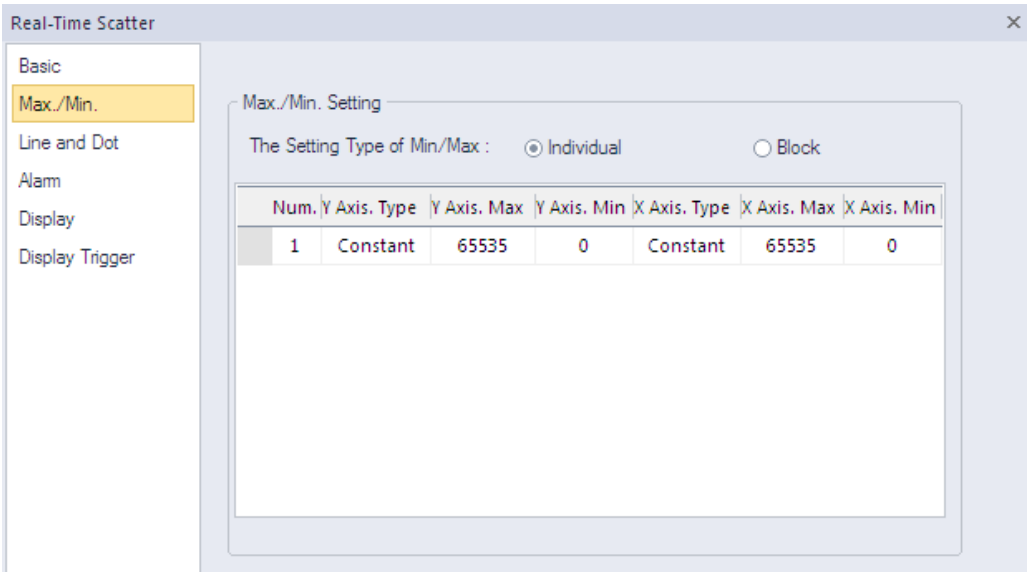 Real-Time Scatter
Basic
Max./Min.
Line and Dot
Alarm
Display
Display Trigger
Max./Min. Setting
The Setting Type of Min/Max : Individual Block
Num. Y Axis. Type Y Axis. Max Y Axis. Min X Axis. Type X Axis. Max X Axis. Min
1 Constant 65535 0 Constant 65535 0